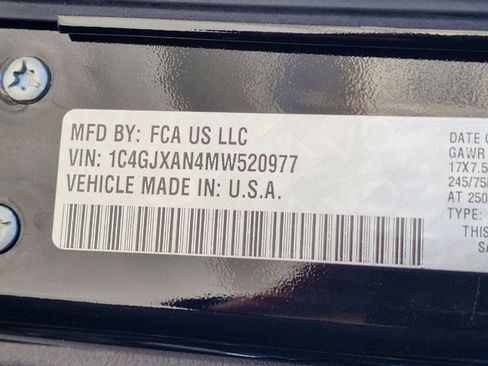 MFD BY: FCA US LLC
VIN: 1C4GJXAN4MW520977
VEHICLE MADE IN: U.S.A.
DATE O
GAWR
17X7.5
245/75
AT 250
TYPE:
THIS
SA